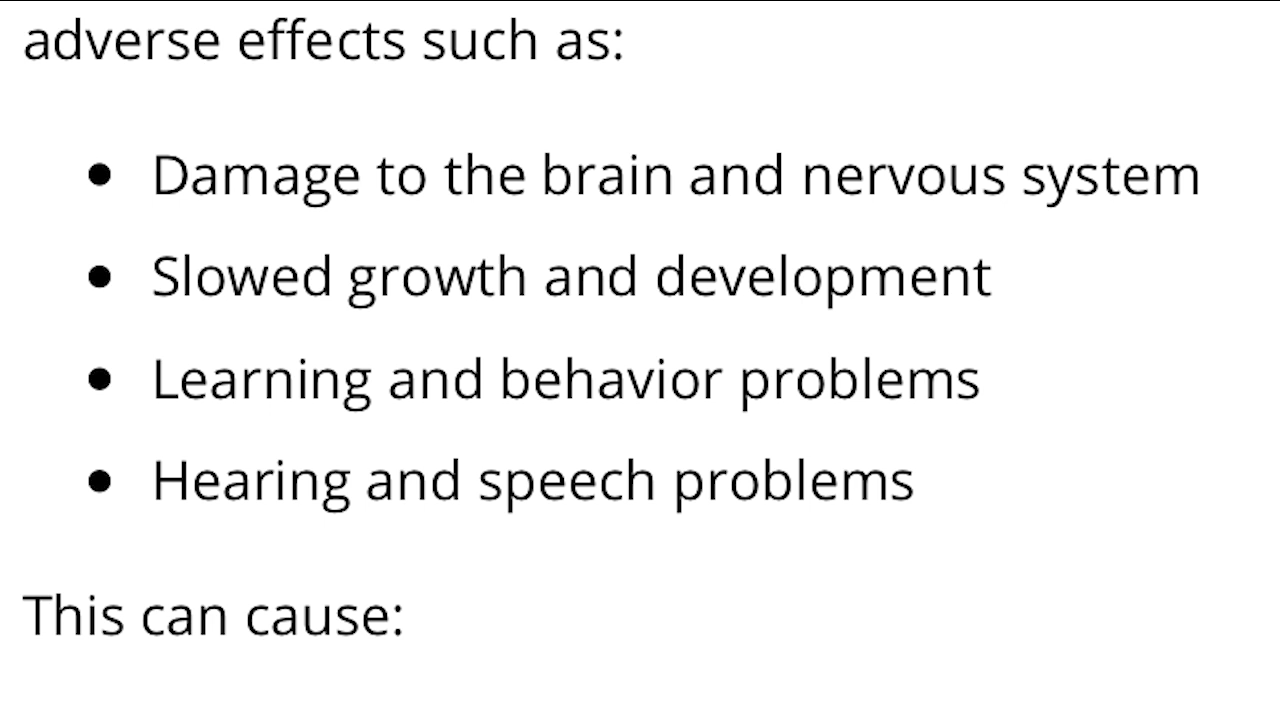 adverse effects such as:
• Damage to the brain and nervous system
• Slowed growth and development
• Learning and behavior problems
• Hearing and speech problems
This can cause: